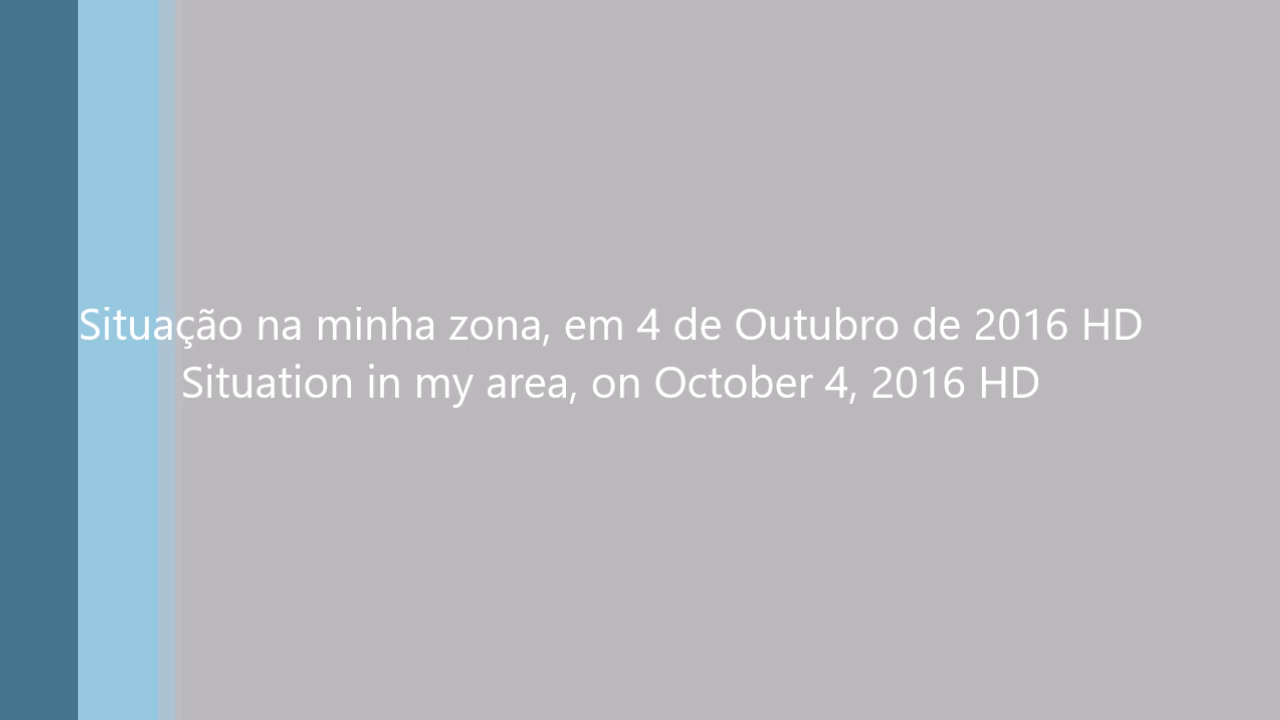 Situação na minha zona, em 4 de Outubro de 2016 HD
Situation in my area, on October 4, 2016 HD